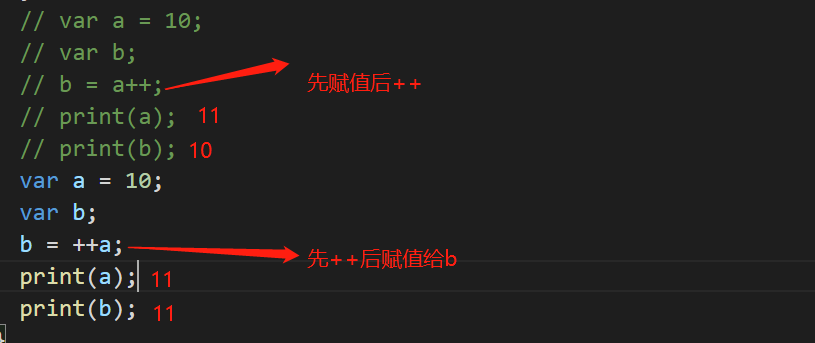 // var a = 10;
// var b;
// b = a++; 先赋值后++
// print(a); 11
// print(b); 10
var a = 10;
var b;
b = ++a; 先++后赋值给b
print(a); 11
print(b); 11
}